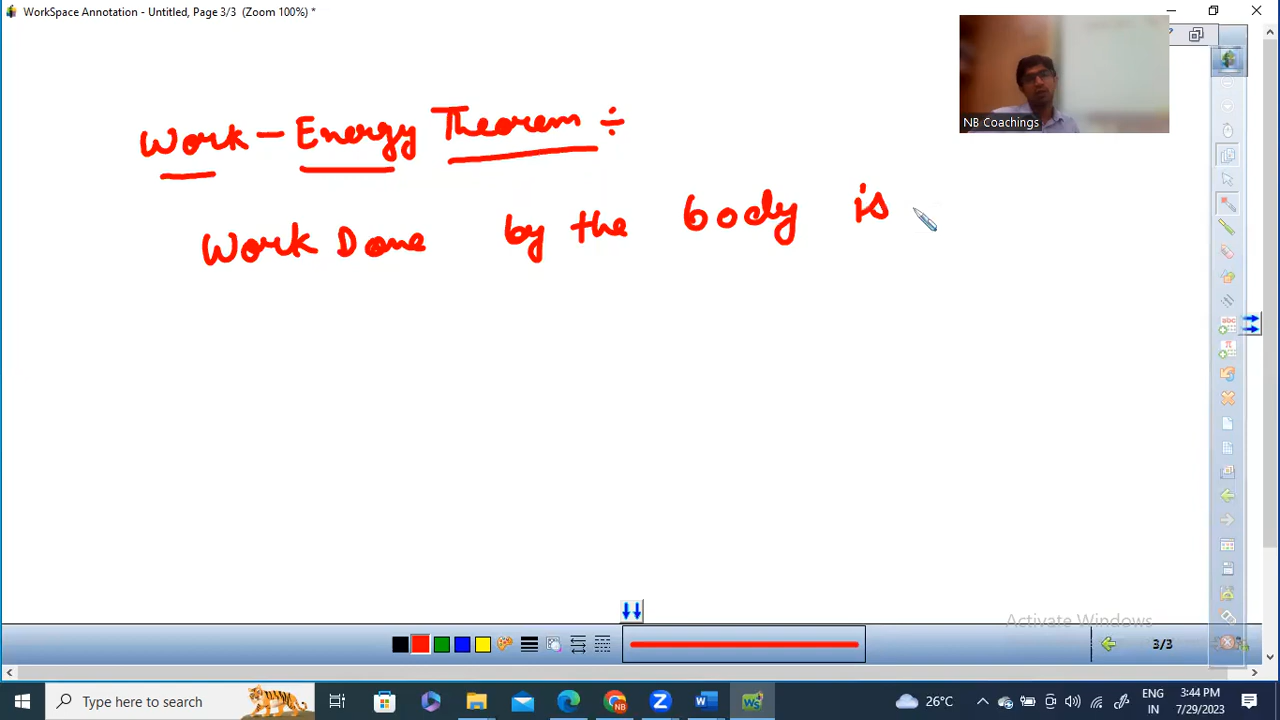 WorkSpace Annotation - Untitled, Page 3/3 (Zoom 100%) *
NB Coachings
Work - Energy Theorem ÷
Work Done by the body is
abc
π
Activate Windows
3/3
Type here to search
26°C
ENG
IN
3:44 PM
7/29/2023